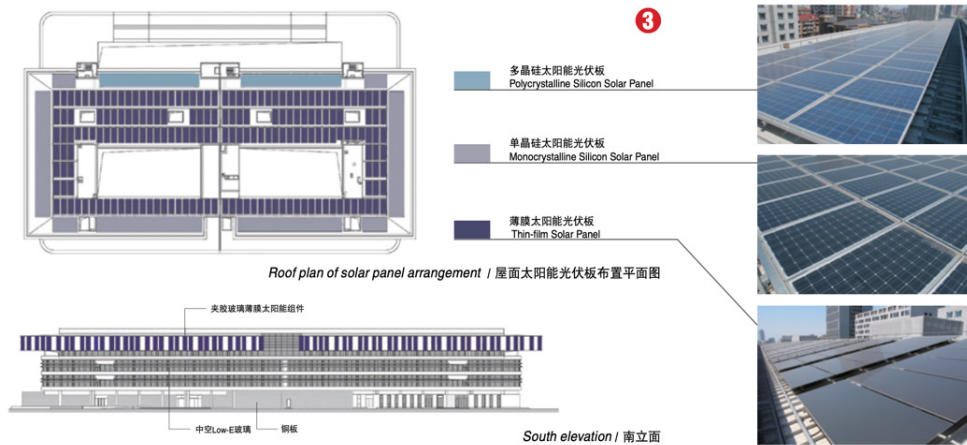 3
多晶硅太阳能光伏板
Polycrystalline Silicon Solar Panel
单晶硅太阳能光伏板
Monocrystalline Silicon Solar Panel
薄膜太阳能光伏板
Thin-film Solar Panel
Roof plan of solar panel arrangement / 屋面太阳能光伏板布置平面图
夹胶玻璃薄膜太阳能组件
中空Low-E玻璃
铜板
South elevation / 南立面